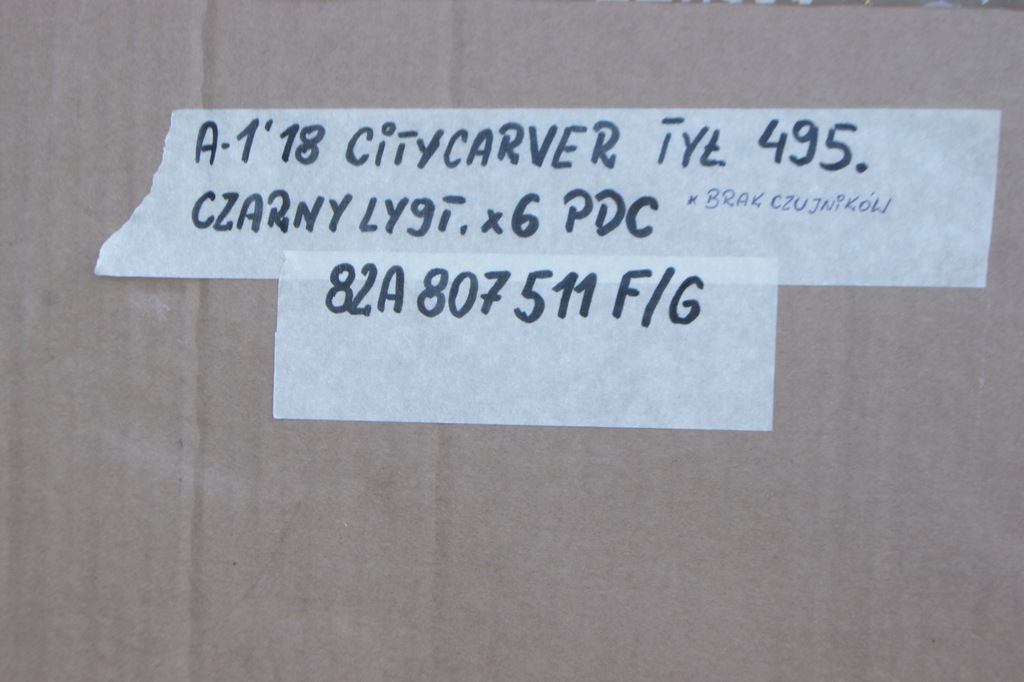 A-1'18 CITYCARVER TYŁ 495.
CZARNY LY9T. x6 PDC x BRAK CZUJNIKÓW
82A 807 511 F/G